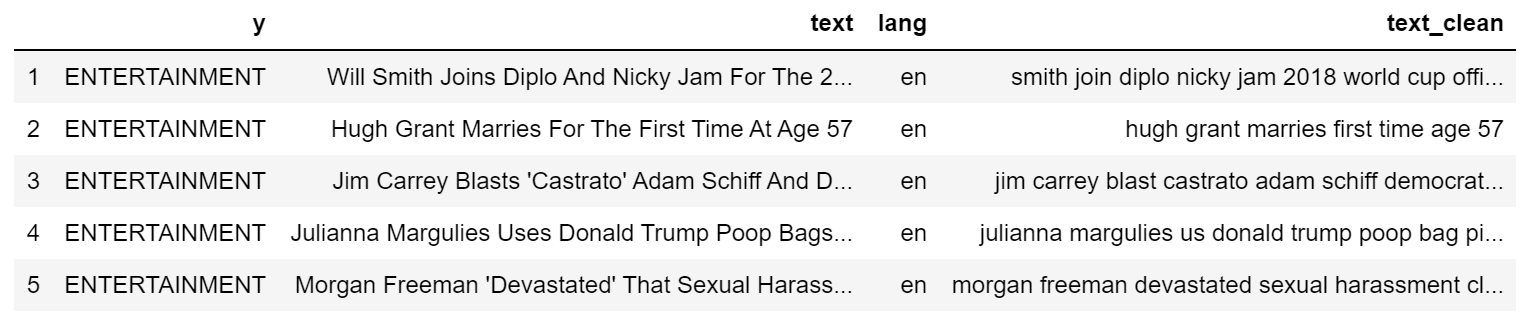 y text lang text_clean
1 ENTERTAINMENT Will Smith Joins Diplo And Nicky Jam For The 2... en smith join diplo nicky jam 2018 world cup offi...
2 ENTERTAINMENT Hugh Grant Marries For The First Time At Age 57 en hugh grant marries first time age 57
3 ENTERTAINMENT Jim Carrey Blasts 'Castrato' Adam Schiff And D... en jim carrey blast castrato adam schiff democrat...
4 ENTERTAINMENT Julianna Margulies Uses Donald Trump Poop Bags... en julianna margulies us donald trump poop bag pi...
5 ENTERTAINMENT Morgan Freeman 'Devastated' That Sexual Harass... en morgan freeman devastated sexual harassment cl...